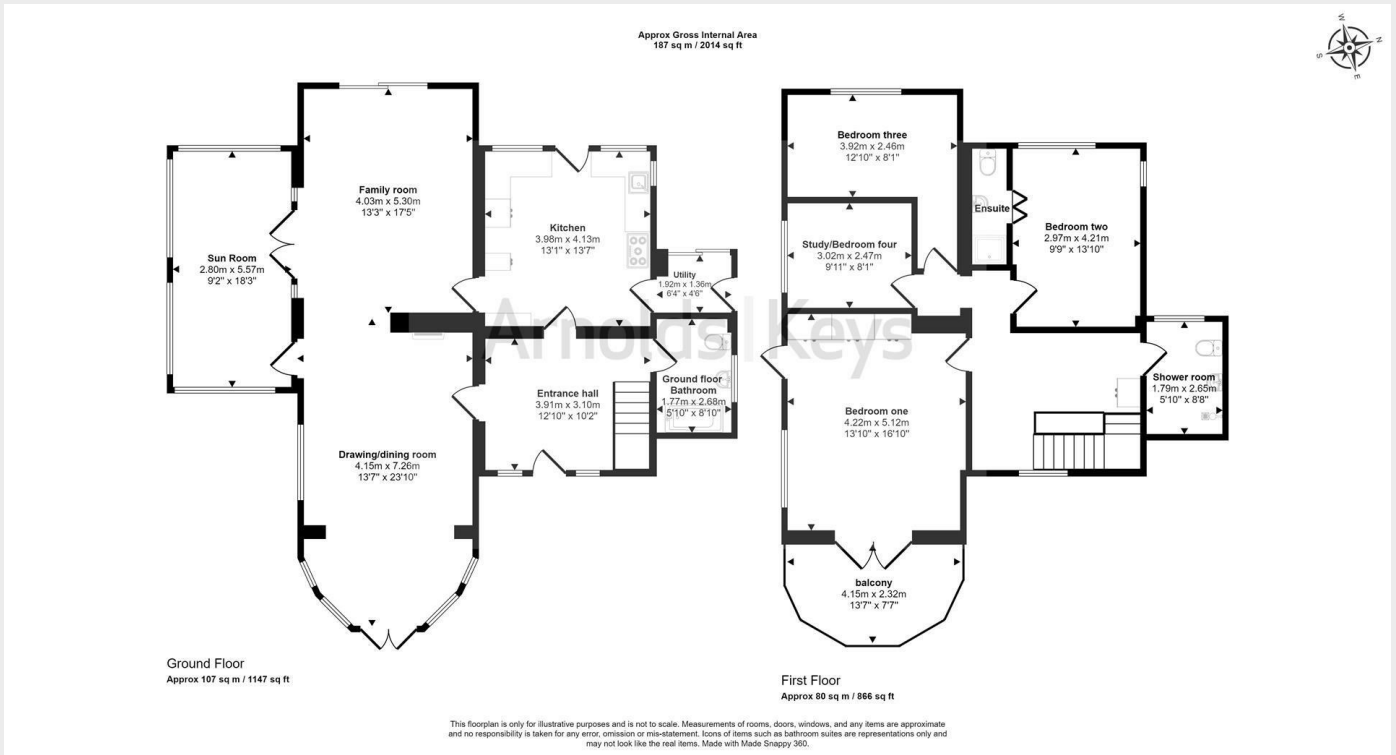 Approx Gross Internal Area
187 sq m / 2014 sq ft
W
N
S
E
Family room
4.03m x 5.30m
13'3" x 17'5"
Sun Room
2.80m x 5.57m
9'2" x 18'3"
Kitchen
3.98m x 4.13m
13'1" x 13'7"
Utility
1.92m x 1.36m
6'4" x 4'6"
Entrance hall
3.91m x 3.10m
12'10" x 10'2"
Ground floor
Bathroom
1.77m x 2.68m
5'10" x 8'10"
Drawing/dining room
4.15m x 7.26m
13'7" x 23'10"
Ground Floor
Approx 107 sq m / 1147 sq ft
Arnolds|Keys
Bedroom three
3.92m x 2.46m
12'10" x 8'1"
Ensuite
Bedroom two
2.97m x 4.21m
9'9" x 13'10"
Study/Bedroom four
3.02m x 2.47m
9'11" x 8'1"
Shower room
1.79m x 2.65m
5'10" x 8'8"
Bedroom one
4.22m x 5.12m
13'10" x 16'10"
balcony
4.15m x 2.32m
13'7" x 7'7"
First Floor
Approx 80 sq m / 866 sq ft
This floorplan is only for illustrative purposes and is not to scale. Measurements of rooms, doors, windows, and any items are approximate
and no responsibility is taken for any error, omission or mis-statement. Icons of items such as bathroom suites are representations only and
may not look like the real items. Made with Made Snappy 360.